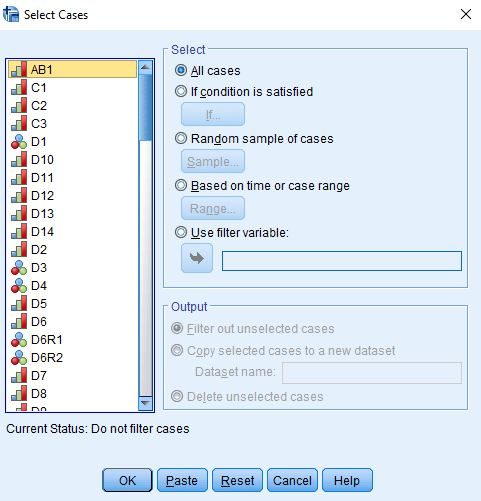 Select Cases
AB1
C1
C2
C3
D1
D10
D11
D12
D13
D14
D2
D3
D4
D5
D6
D6R1
D6R2
D7
D8
D9
Select
All cases
If condition is satisfied
If...
Random sample of cases
Sample...
Based on time or case range
Range...
Use filter variable:
Output
Filter out unselected cases
Copy selected cases to a new dataset
Dataset name:
Delete unselected cases
Current Status: Do not filter cases
OK Paste Reset Cancel Help